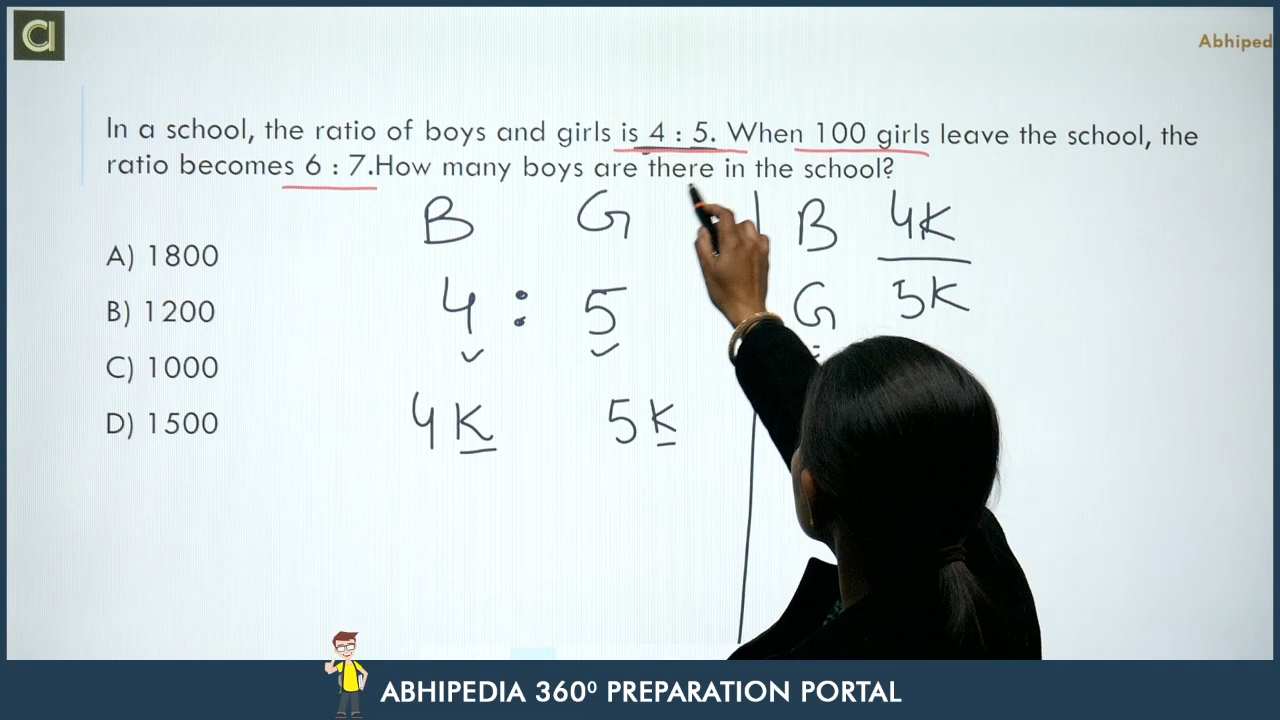 CI
Abhiped
In a school, the ratio of boys and girls is 4 : 5. When 100 girls leave the school, the
ratio becomes 6 : 7.How many boys are there in the school?
A) 1800
B) 1200
C) 1000
D) 1500
B G
4 : 5
4K 5K
B 4K
G 5K
ABHIPEDIA 360⁰ PREPARATION PORTAL